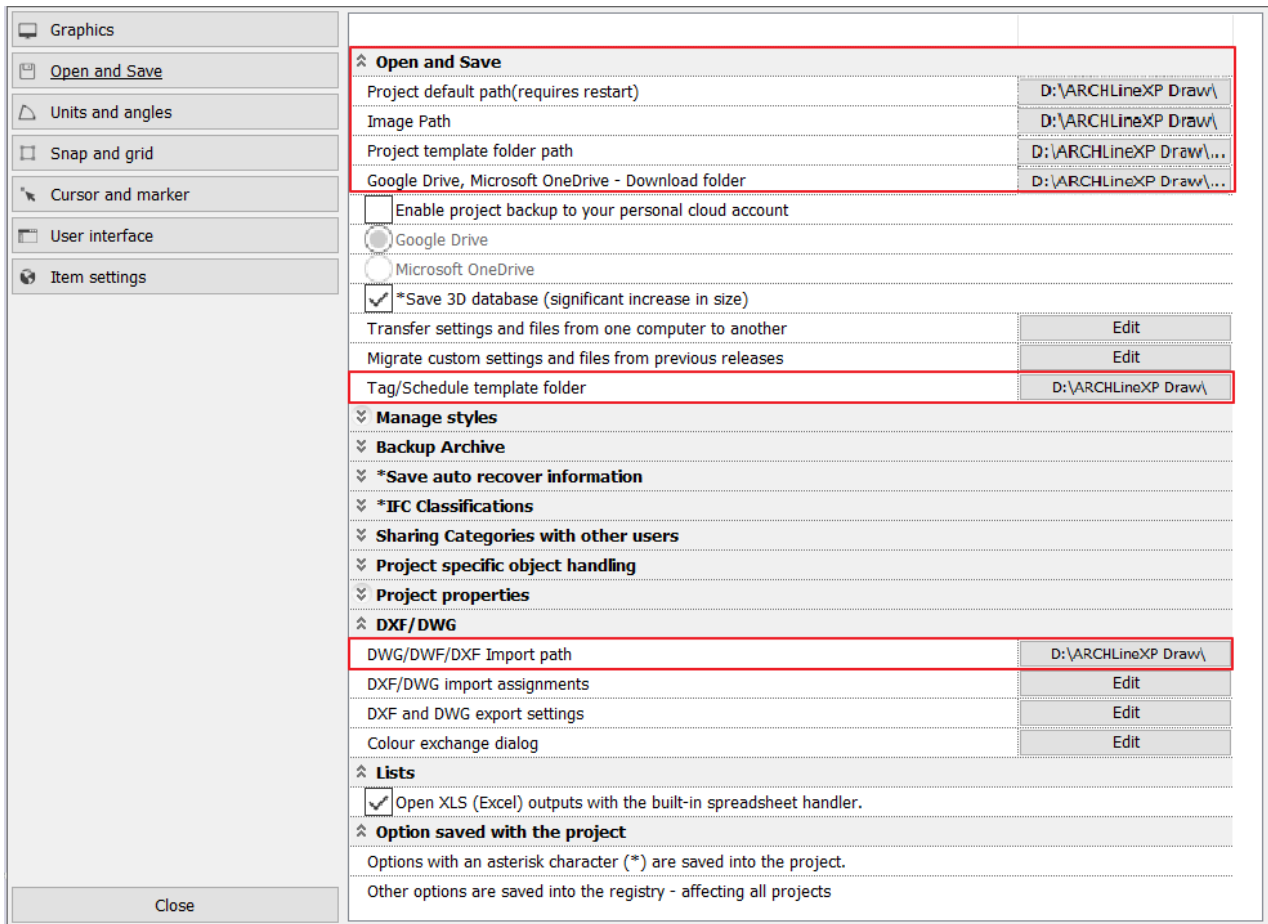 Graphics
Open and Save
Units and angles
Snap and grid
Cursor and marker
User interface
Item settings
Close
Open and Save
Project default path(requires restart) D:\ARCHLineXP Draw\
Image Path D:\ARCHLineXP Draw\
Project template folder path D:\ARCHLineXP Draw\...
Google Drive, Microsoft OneDrive - Download folder D:\ARCHLineXP Draw\...
Enable project backup to your personal cloud account
Google Drive
Microsoft OneDrive
*Save 3D database (significant increase in size)
Transfer settings and files from one computer to another Edit
Migrate custom settings and files from previous releases Edit
Tag/Schedule template folder D:\ARCHLineXP Draw\
Manage styles
Backup Archive
*Save auto recover information
*IFC Classifications
Sharing Categories with other users
Project specific object handling
Project properties
DXF/DWG
DWG/DWF/DXF Import path D:\ARCHLineXP Draw\
DXF/DWG import assignments Edit
DXF and DWG export settings Edit
Colour exchange dialog Edit
Lists
Open XLS (Excel) outputs with the built-in spreadsheet handler.
Option saved with the project
Options with an asterisk character (*) are saved into the project.
Other options are saved into the registry - affecting all projects